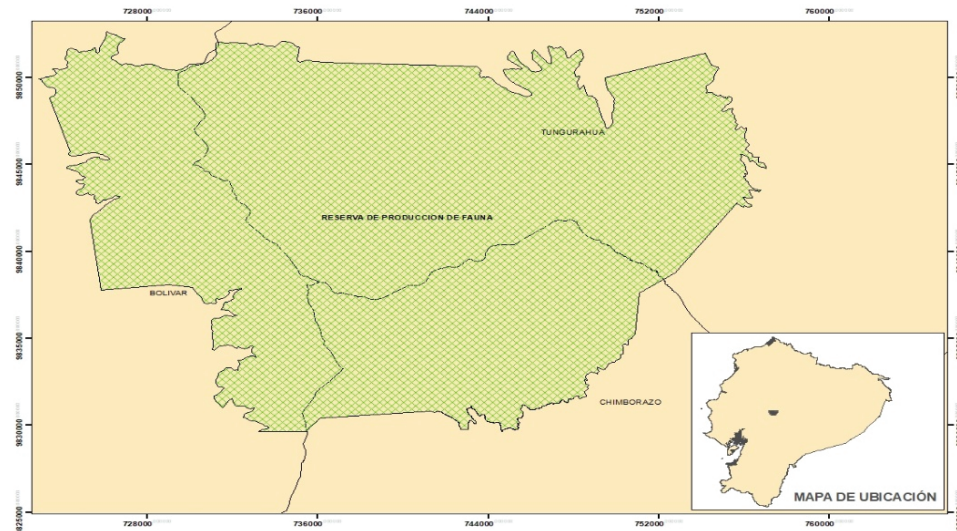 728000 736000 744000 752000 760000
9850000
TUNGURAHUA
9845000
RESERVA DE PRODUCCION DE FAUNA
9840000
BOLIVAR
9835000
CHIMBORAZO
9830000
MAPA DE UBICACIÓN
825000
728000 736000 744000 752000 760000